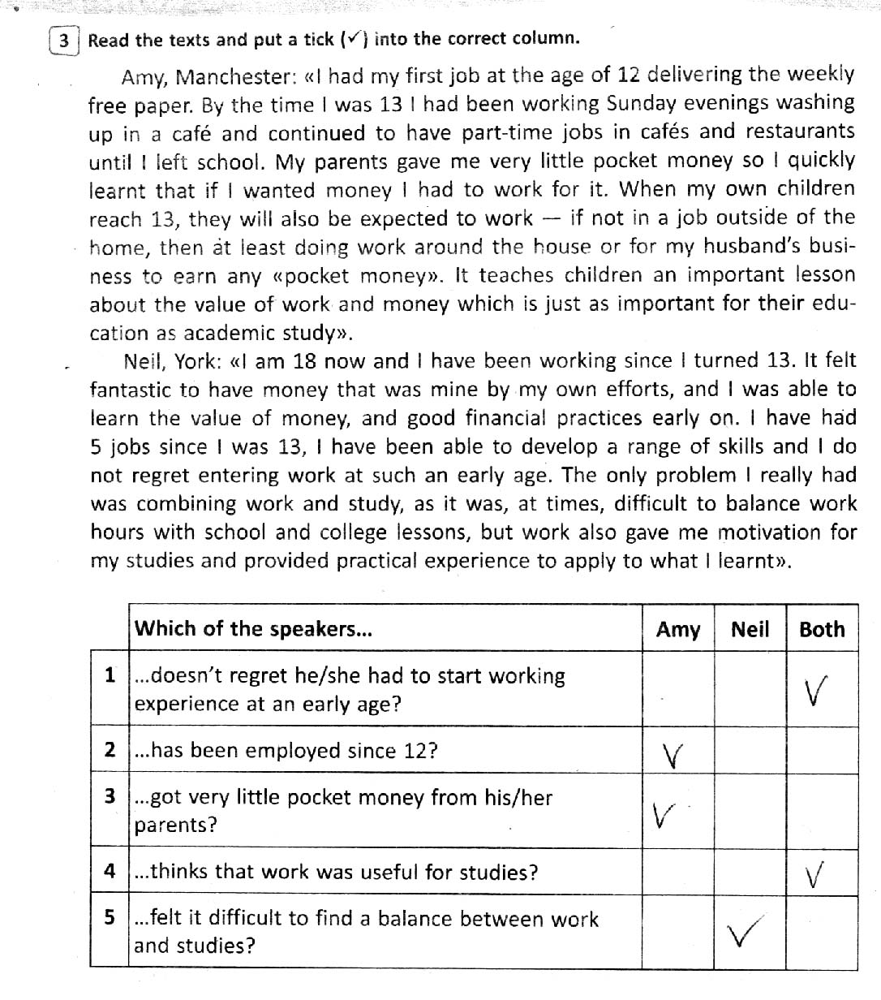 3 Read the texts and put a tick (✓) into the correct column.
Amy, Manchester: «I had my first job at the age of 12 delivering the weekly
free paper. By the time I was 13 I had been working Sunday evenings washing
up in a café and continued to have part-time jobs in cafés and restaurants
until I left school. My parents gave me very little pocket money so I quickly
learnt that if I wanted money I had to work for it. When my own children
reach 13, they will also be expected to work — if not in a job outside of the
home, then at least doing work around the house or for my husband's busi-
ness to earn any «pocket money». It teaches children an important lesson
about the value of work and money which is just as important for their edu-
cation as academic study».
Neil, York: «I am 18 now and I have been working since I turned 13. It felt
fantastic to have money that was mine by my own efforts, and I was able to
learn the value of money, and good financial practices early on. I have had
5 jobs since I was 13, I have been able to develop a range of skills and I do
not regret entering work at such an early age. The only problem I really had
was combining work and study, as it was, at times, difficult to balance work
hours with school and college lessons, but work also gave me motivation for
my studies and provided practical experience to apply to what I learnt».
Which of the speakers... Amy Neil Both
1 ...doesn't regret he/she had to start working
experience at an early age? ✓
2 ...has been employed since 12? ✓
3 ...got very little pocket money from his/her
parents? ✓
4 ...thinks that work was useful for studies? ✓
5 ...felt it difficult to find a balance between work
and studies? ✓